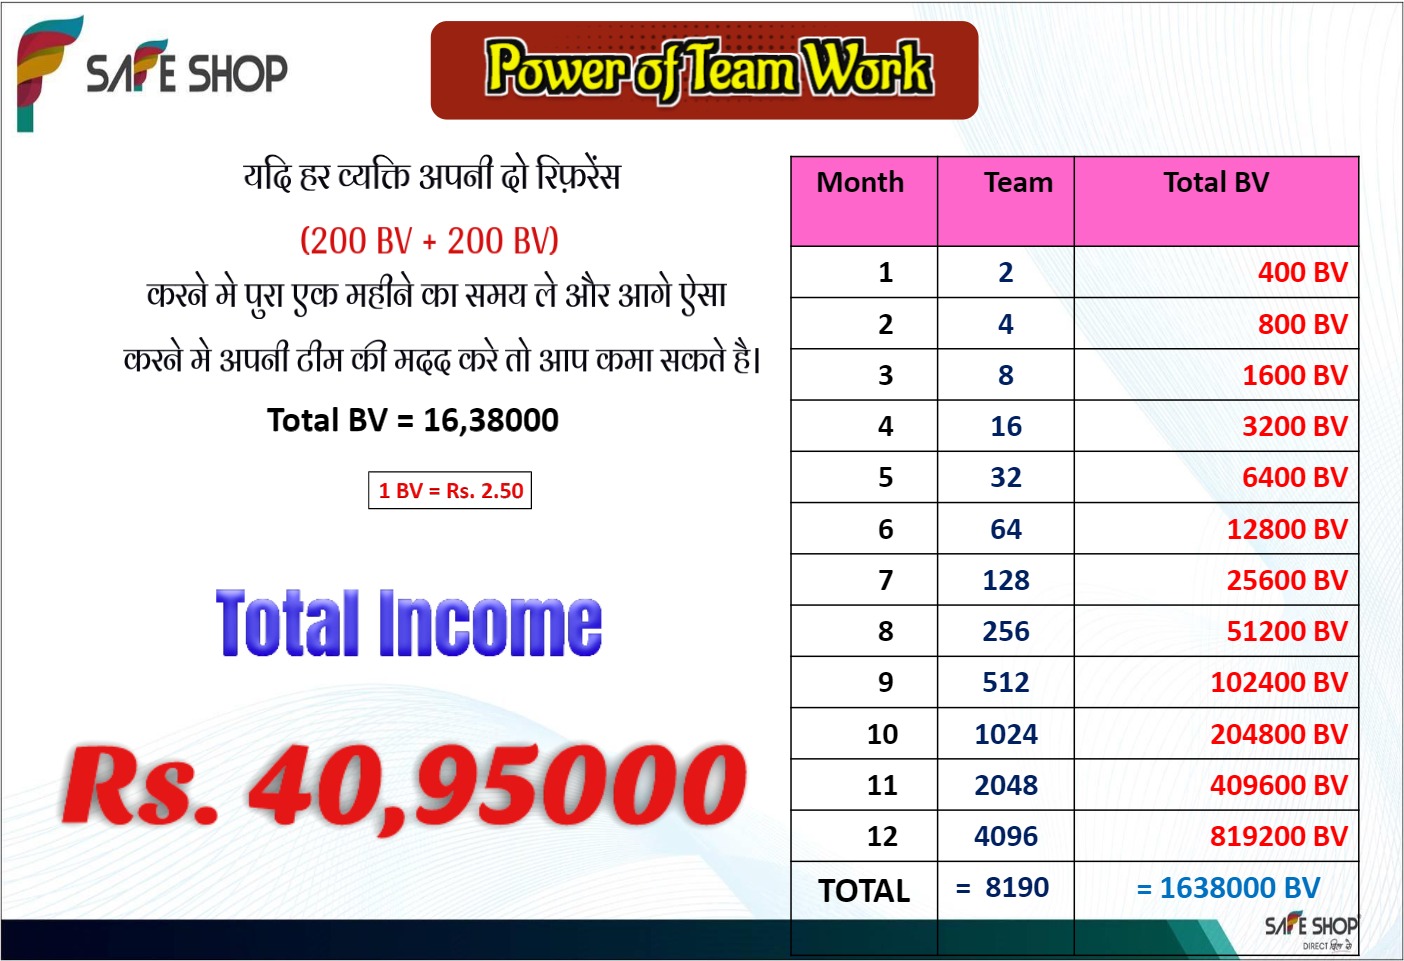 SAFE SHOP
Power of Team Work
यदि हर व्यक्ति अपनी दो रिफ़रेंस
(200 BV + 200 BV)
करने मे पुरा एक महीने का समय ले और आगे ऐसा
करने मे अपनी टीम की मदद करे तो आप कमा सकते है।
Total BV = 16,38000
1 BV = Rs. 2.50
Total Income
Rs. 40,95000
Month Team Total BV
1 2 400 BV
2 4 800 BV
3 8 1600 BV
4 16 3200 BV
5 32 6400 BV
6 64 12800 BV
7 128 25600 BV
8 256 51200 BV
9 512 102400 BV
10 1024 204800 BV
11 2048 409600 BV
12 4096 819200 BV
TOTAL = 8190 = 1638000 BV
SAFE SHOP
DIRECT दिल से